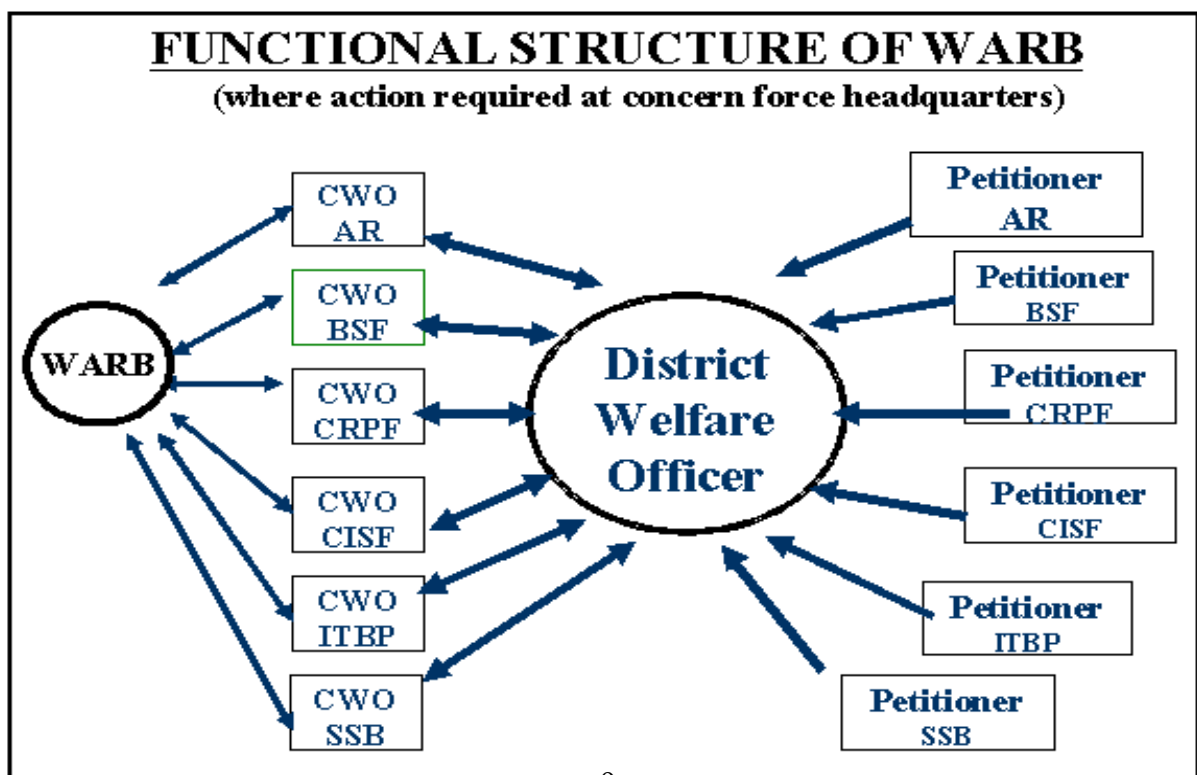 FUNCTIONAL STRUCTURE OF WARB
(where action required at concern force headquarters)
WARB
CWO
AR
CWO
BSF
CWO
CRPF
CWO
CISF
CWO
ITBP
CWO
SSB
District
Welfare
Officer
Petitioner
AR
Petitioner
BSF
Petitioner
CRPF
Petitioner
CISF
Petitioner
ITBP
Petitioner
SSB